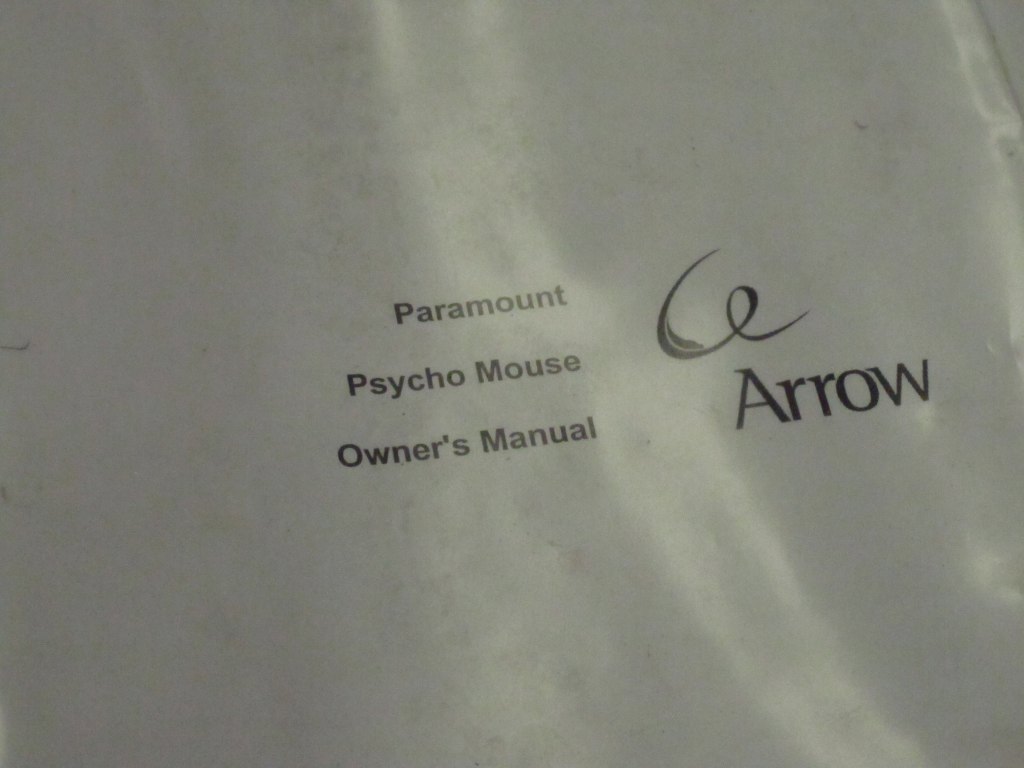 Paramount
Psycho Mouse
Owner's Manual
Arrow